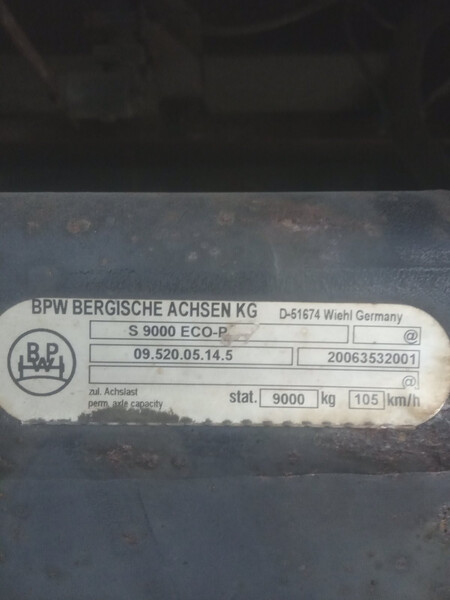 BPW BERGISCHE ACHSEN KG D-51674 Wiehl Germany
S 9000 ECO-P @
BPW 09.520.05.14.5 20063532001
@
zul. Achslast stat. 9000 kg 105 km/h
perm. axle capacity